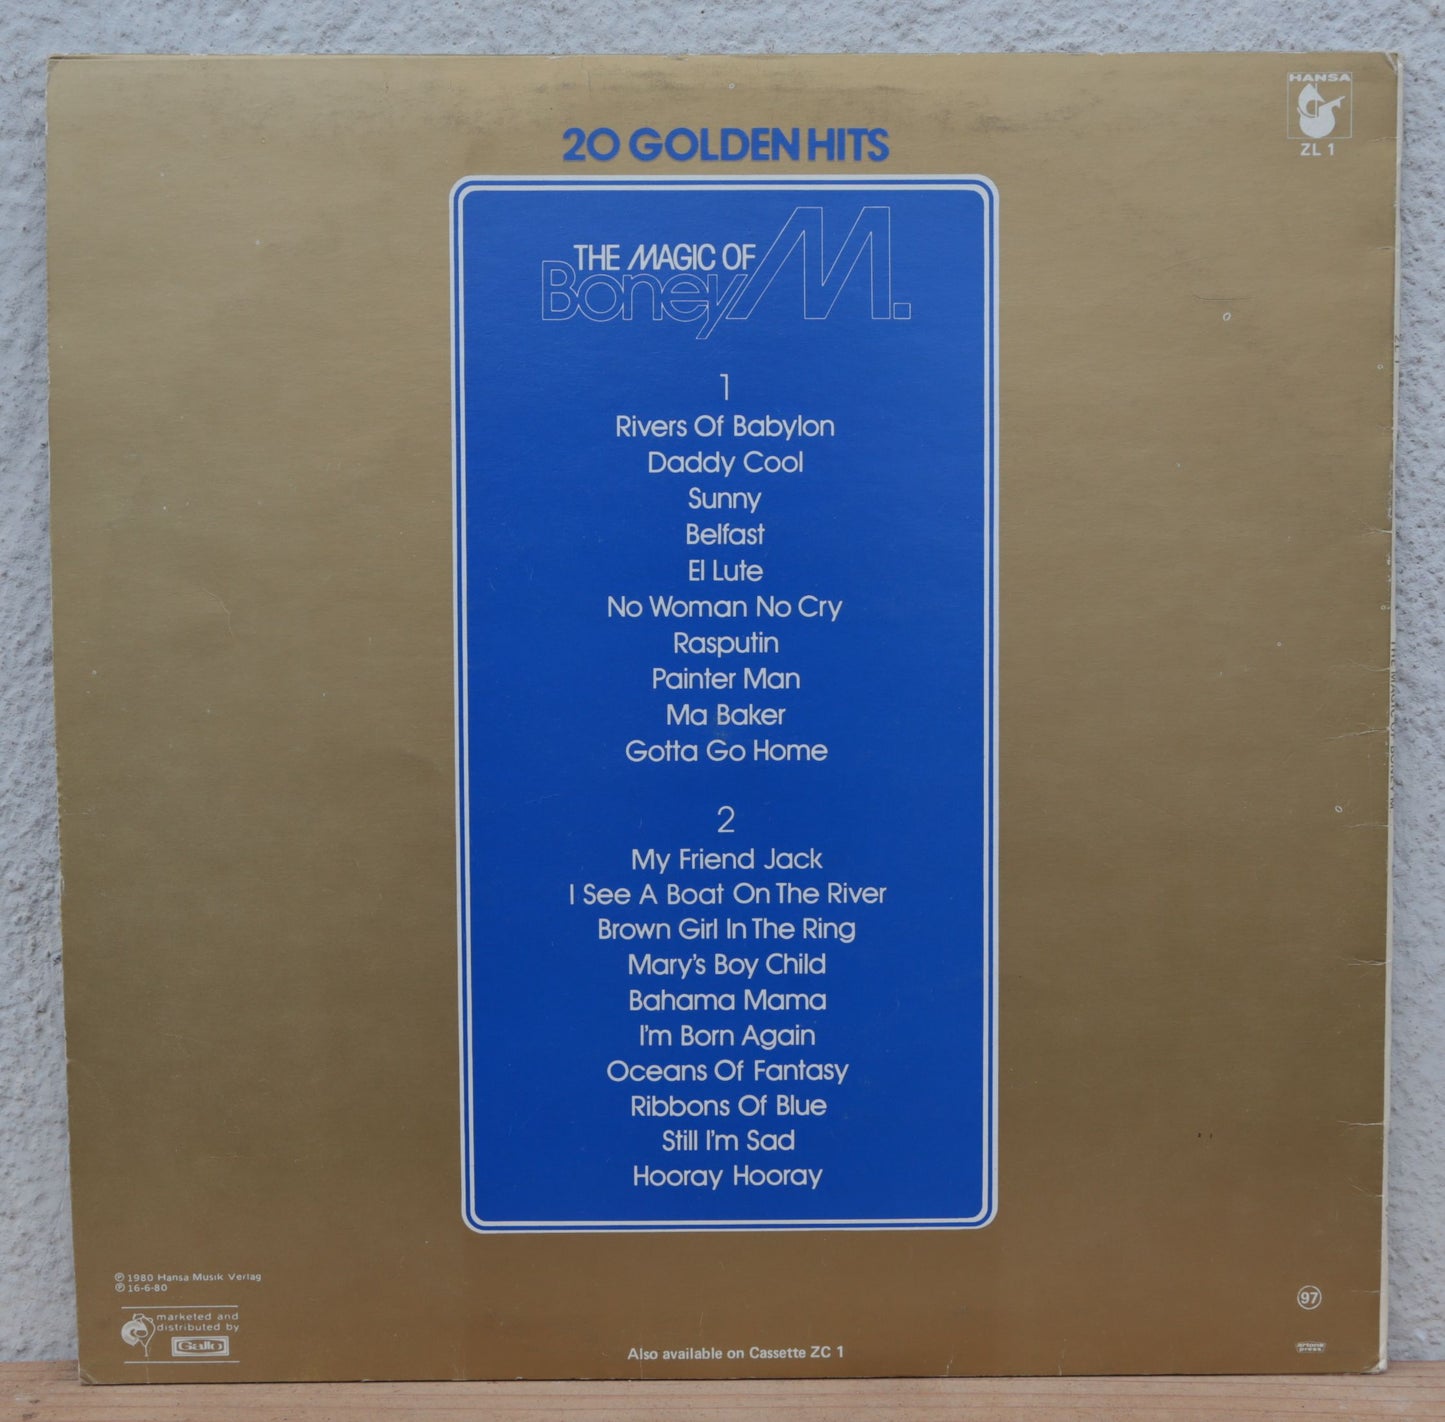 HANSA
ZL 1
20 GOLDEN HITS
THE MAGIC OF
Boney M.
1
Rivers Of Babylon
Daddy Cool
Sunny
Belfast
El Lute
No Woman No Cry
Rasputin
Painter Man
Ma Baker
Gotta Go Home
2
My Friend Jack
I See A Boat On The River
Brown Girl In The Ring
Mary's Boy Child
Bahama Mama
I'm Born Again
Oceans Of Fantasy
Ribbons Of Blue
Still I'm Sad
Hooray Hooray
℗ 1980 Hansa Musik Verlag
℗ 16-6-80
marketed and
distributed by
Gallo
Also available on Cassette ZC 1
97
artone
press